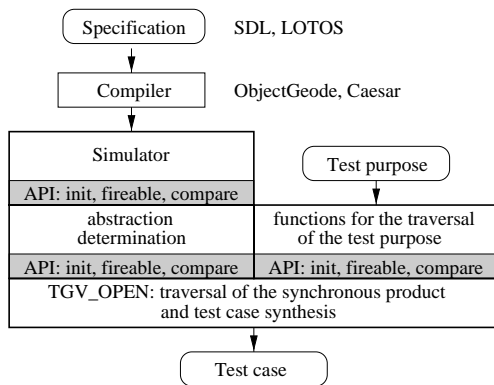 Specification
SDL, LOTOS
Compiler
ObjectGeode, Caesar
Simulator
Test purpose
API: init, fireable, compare
abstraction
determination
functions for the traversal
of the test purpose
API: init, fireable, compare
API: init, fireable, compare
TGV_OPEN: traversal of the synchronous product
and test case synthesis
Test case